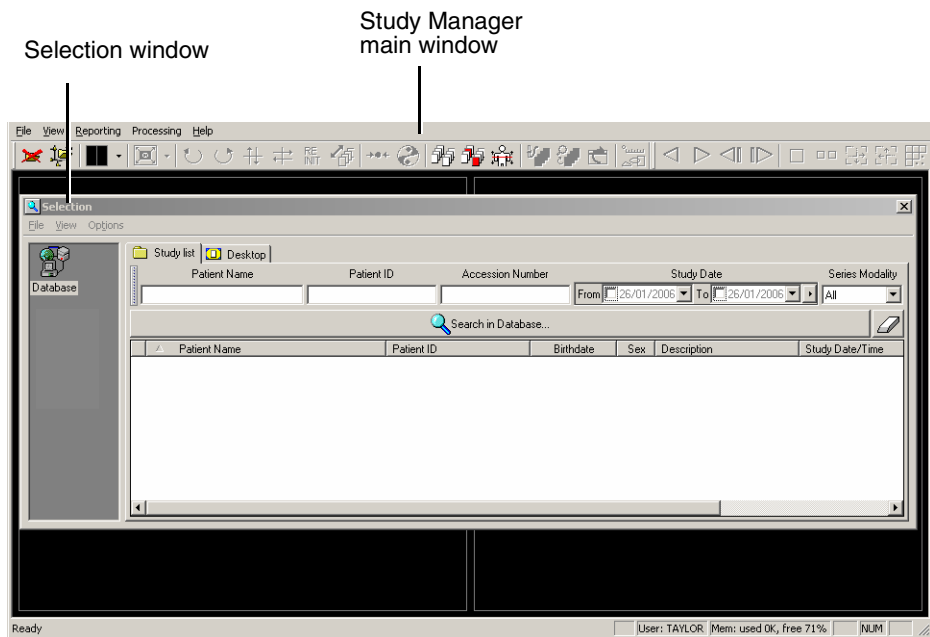 Study Manager
main window
Selection window
File View Reporting Processing Help
RE
INIT
Selection
File View Options
Database
Study list Desktop
Patient Name Patient ID Accession Number Study Date Series Modality
From 26/01/2006 To 26/01/2006 All
Search in Database...
Patient Name Patient ID Birthdate Sex Description Study Date/Time
Ready User: TAYLOR Mem: used 0K, free 71% NUM